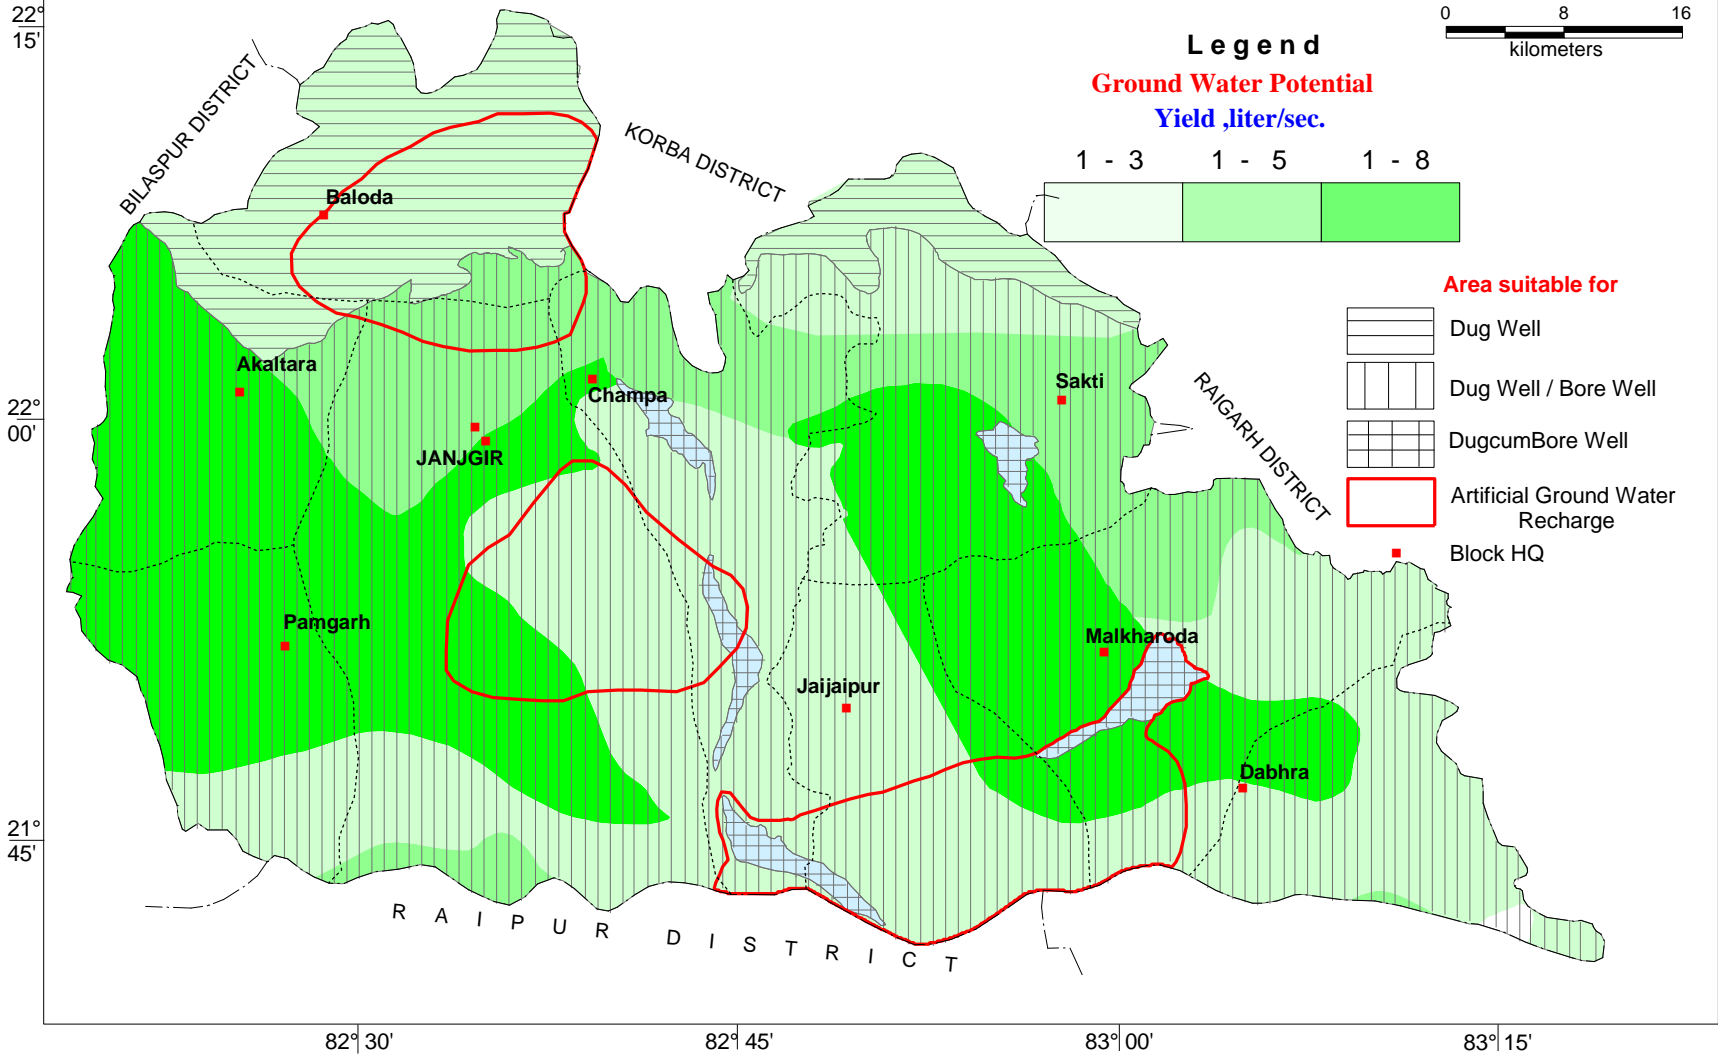 22°
15'
0 8 16
kilometers
Legend
Ground Water Potential
Yield ,liter/sec.
1 - 3 1 - 5 1 - 8
BILASPUR DISTRICT
KORBA DISTRICT
Baloda
Area suitable for
Dug Well
Dug Well / Bore Well
DugcumBore Well
Artificial Ground Water
Recharge
Block HQ
Akaltara
Champa
Sakti
RAIGARH DISTRICT
22°
00'
JANJGIR
Pamgarh
Malkharoda
Jaijaipur
Dabhra
21°
45'
RAIPUR DISTRICT
82° 30' 82° 45' 83° 00' 83° 15'